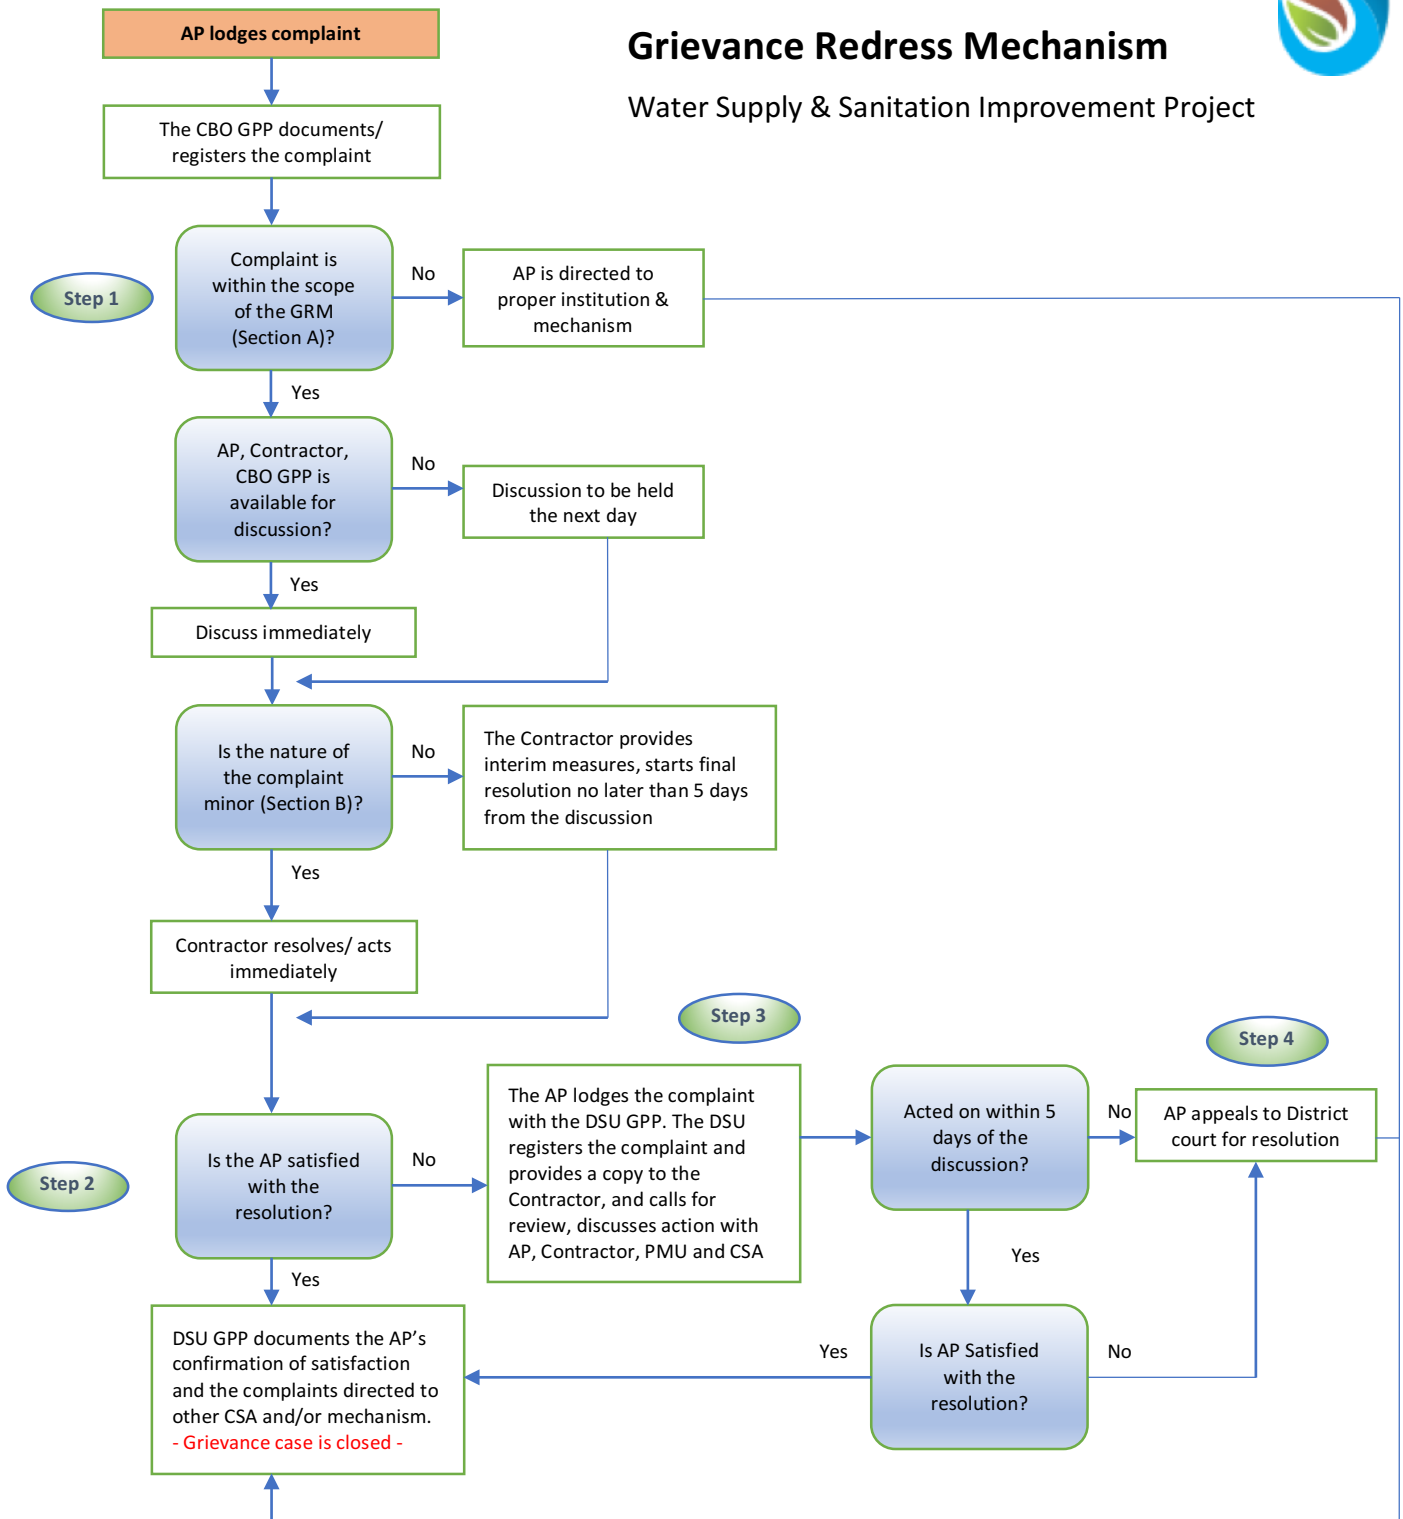 AP lodges complaint
Grievance Redress Mechanism
Water Supply & Sanitation Improvement Project
The CBO GPP documents/
registers the complaint
Step 1
Complaint is
within the scope
of the GRM
(Section A)?
No
AP is directed to
proper institution &
mechanism
Yes
AP, Contractor,
CBO GPP is
available for
discussion?
No
Discussion to be held
the next day
Yes
Discuss immediately
Is the nature of
the complaint
minor (Section B)?
No
The Contractor provides
interim measures, starts final
resolution no later than 5 days
from the discussion
Yes
Contractor resolves/ acts
immediately
Step 3
Step 4
Step 2
Is the AP satisfied
with the
resolution?
No
The AP lodges the complaint
with the DSU GPP. The DSU
registers the complaint and
provides a copy to the
Contractor, and calls for
review, discusses action with
AP, Contractor, PMU and CSA
Acted on within 5
days of the
discussion?
No
AP appeals to District
court for resolution
Yes
Yes
DSU GPP documents the AP’s
confirmation of satisfaction
and the complaints directed to
other CSA and/or mechanism.
- Grievance case is closed -
Yes
Is AP Satisfied
with the
resolution?
No